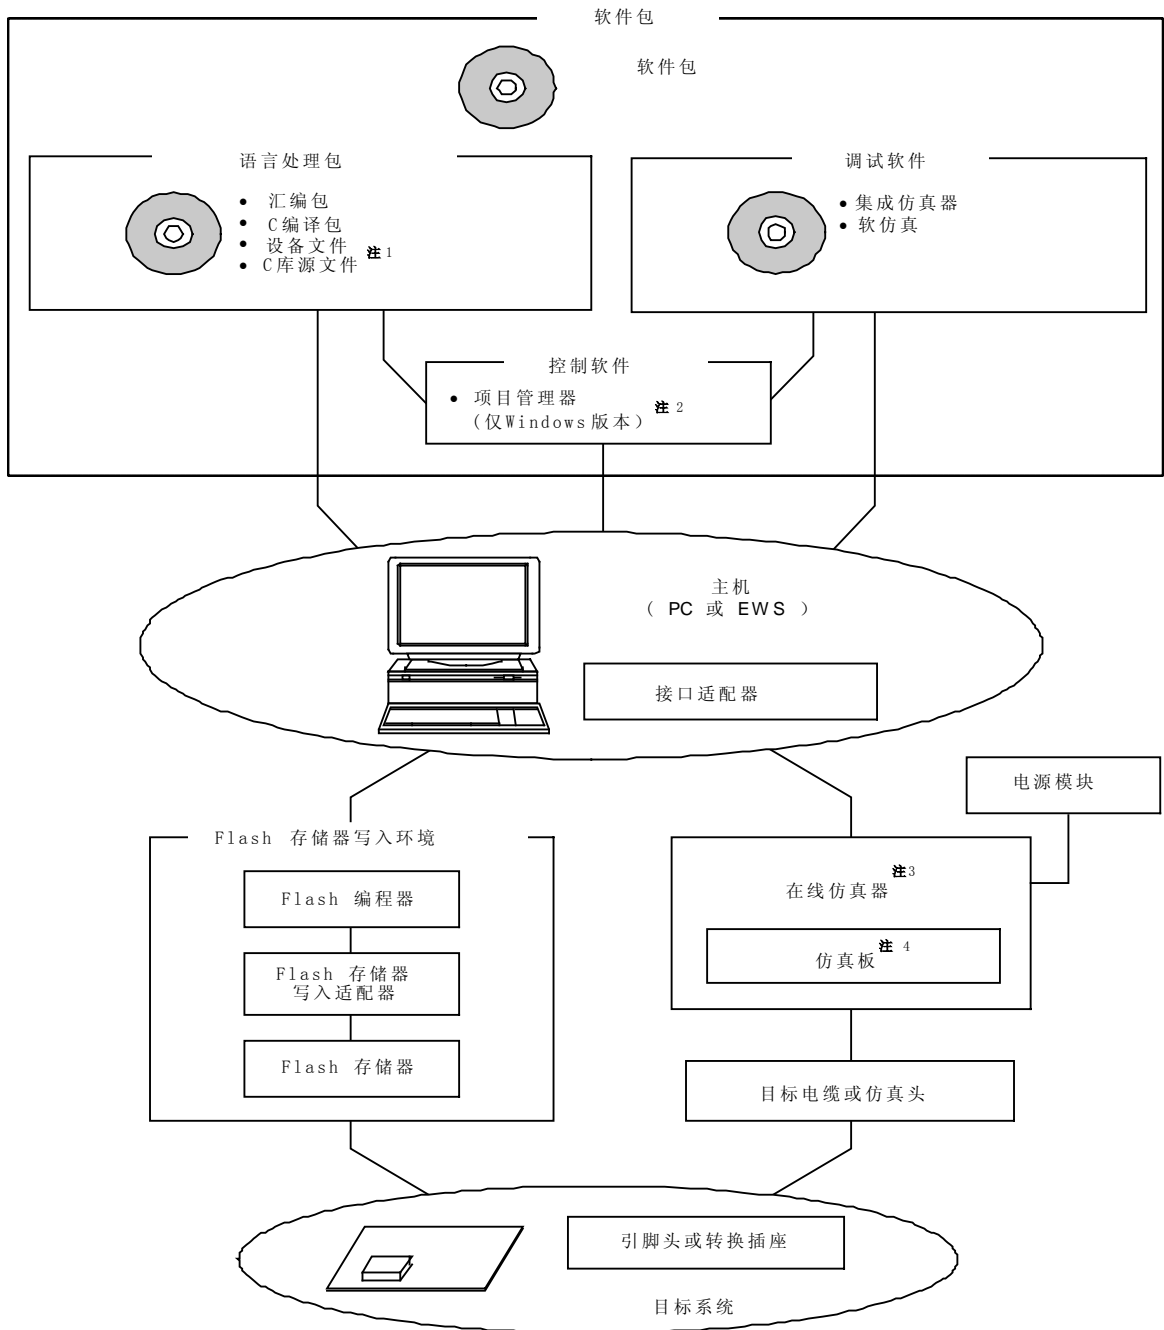 软件包
软件包
语言处理包
• 汇编包
• C编译包
• 设备文件 注1
• C库源文件
调试软件
• 集成仿真器
• 软仿真
控制软件
• 项目管理器
(仅Windows版本) 注2
主机
( PC 或 EWS )
接口适配器
电源模块
Flash 存储器写入环境
Flash 编程器
Flash 存储器
写入适配器
Flash 存储器
在线仿真器 注3
仿真板 注4
目标电缆或仿真头
引脚头或转换插座
目标系统